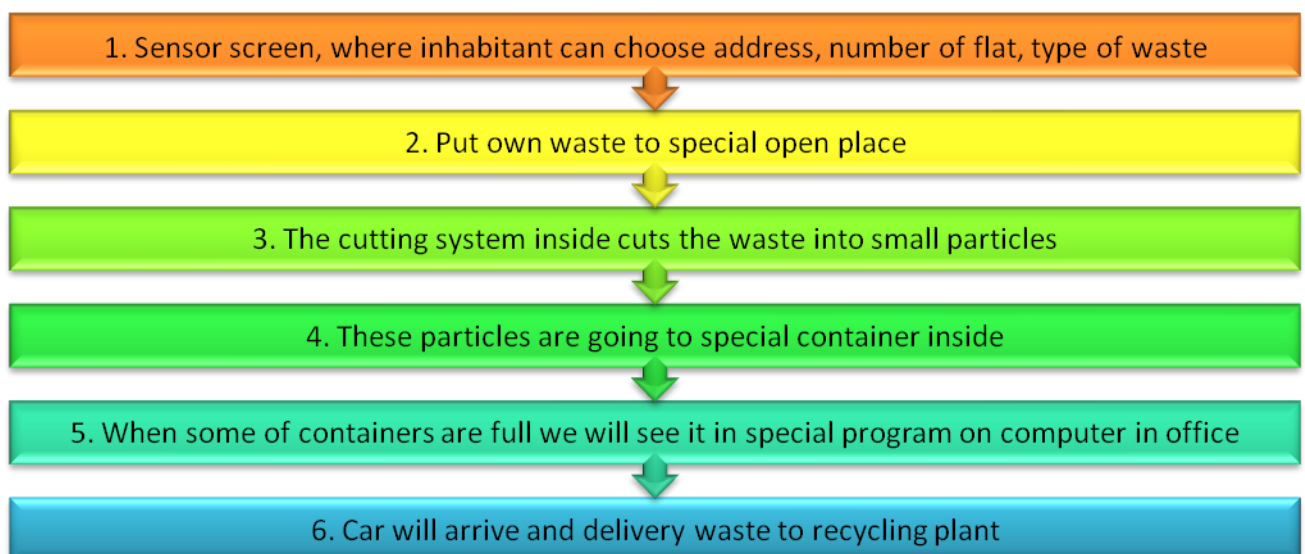 1. Sensor screen, where inhabitant can choose address, number of flat, type of waste
2. Put own waste to special open place
3. The cutting system inside cuts the waste into small particles
4. These particles are going to special container inside
5. When some of containers are full we will see it in special program on computer in office
6. Car will arrive and delivery waste to recycling plant